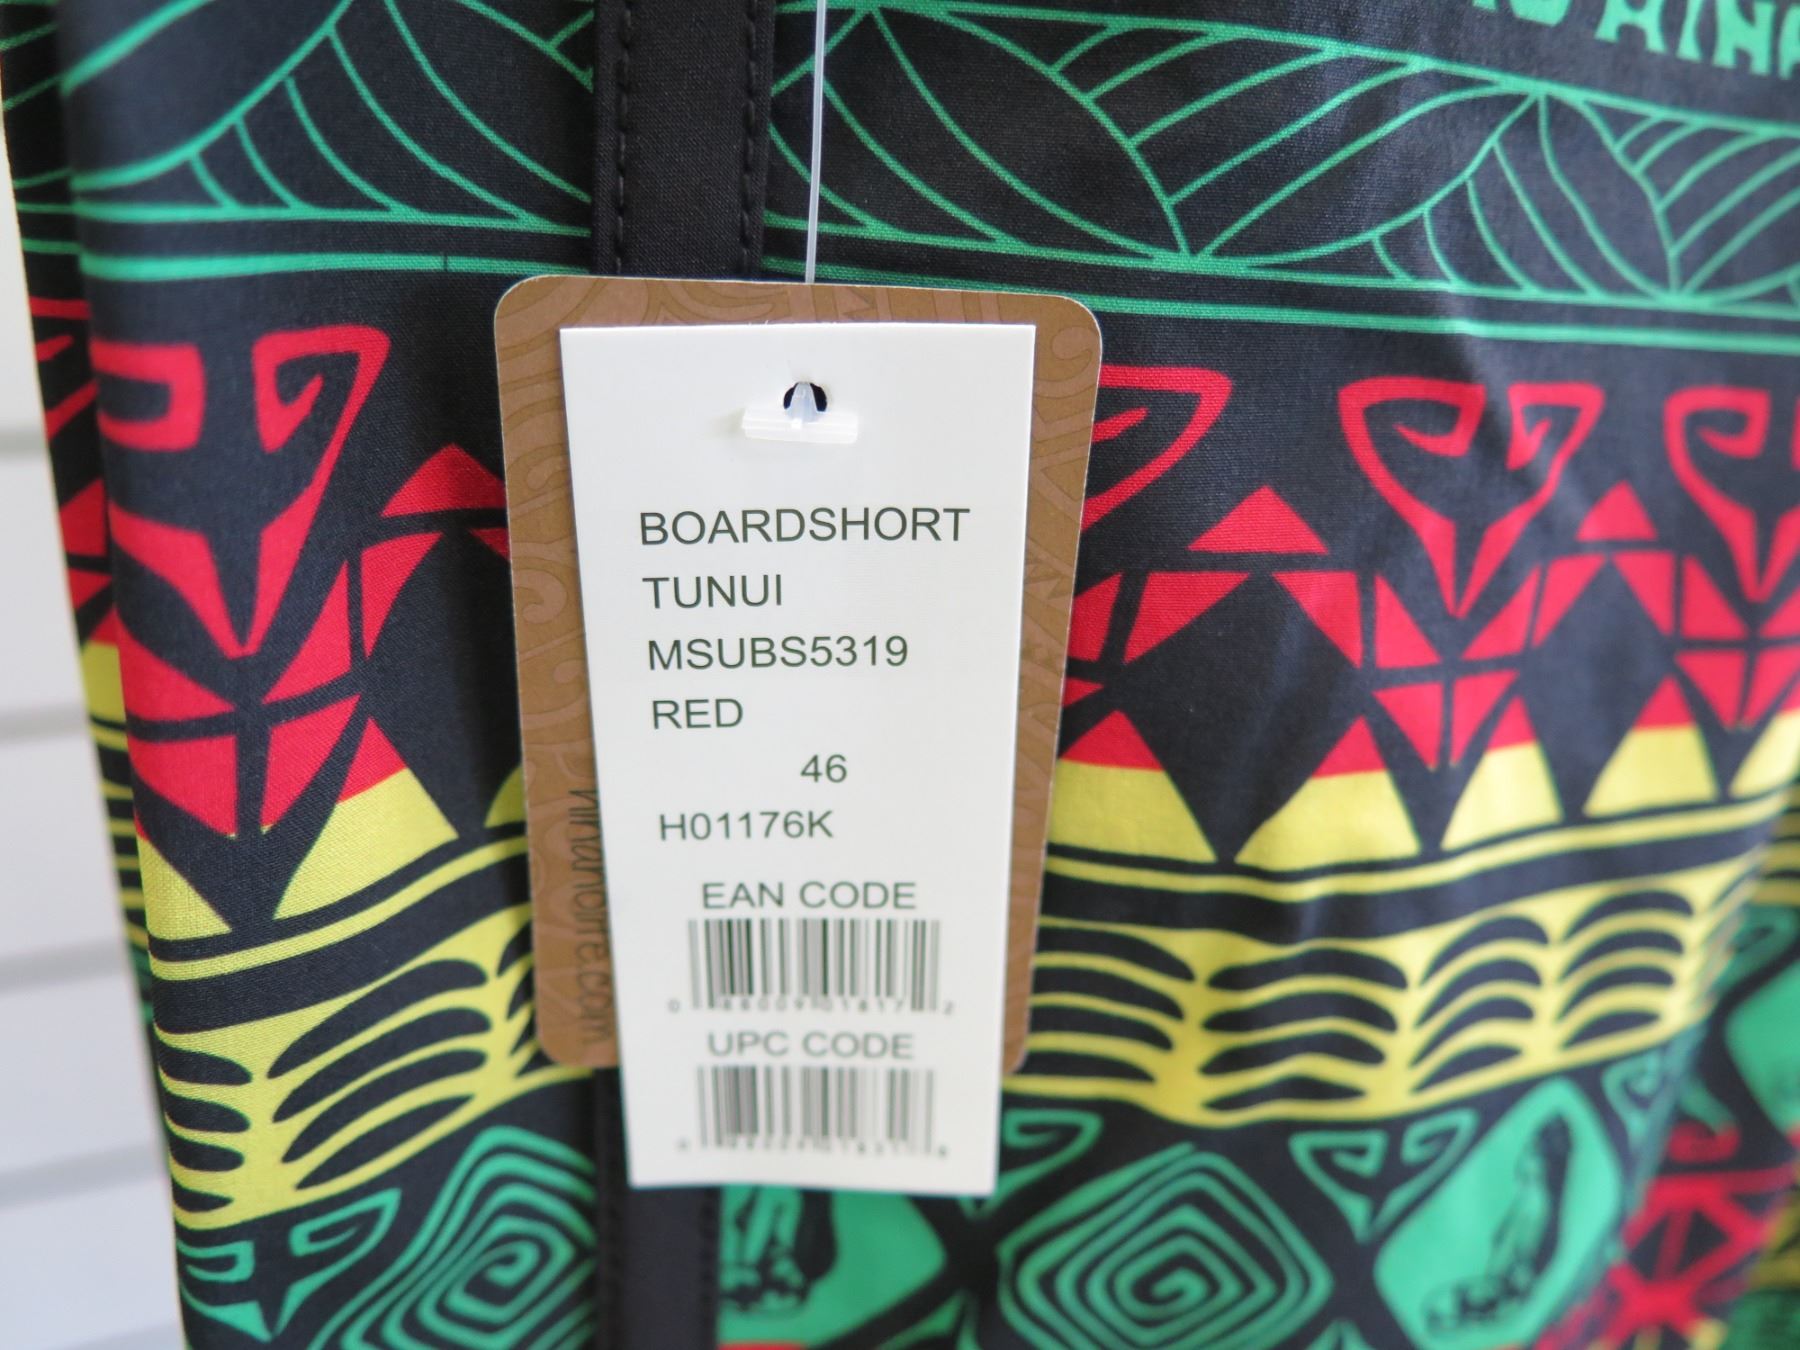 BOARDSHORT
TUNUI
MSUBS5319
RED
46
H01176K
EAN CODE
UPC CODE